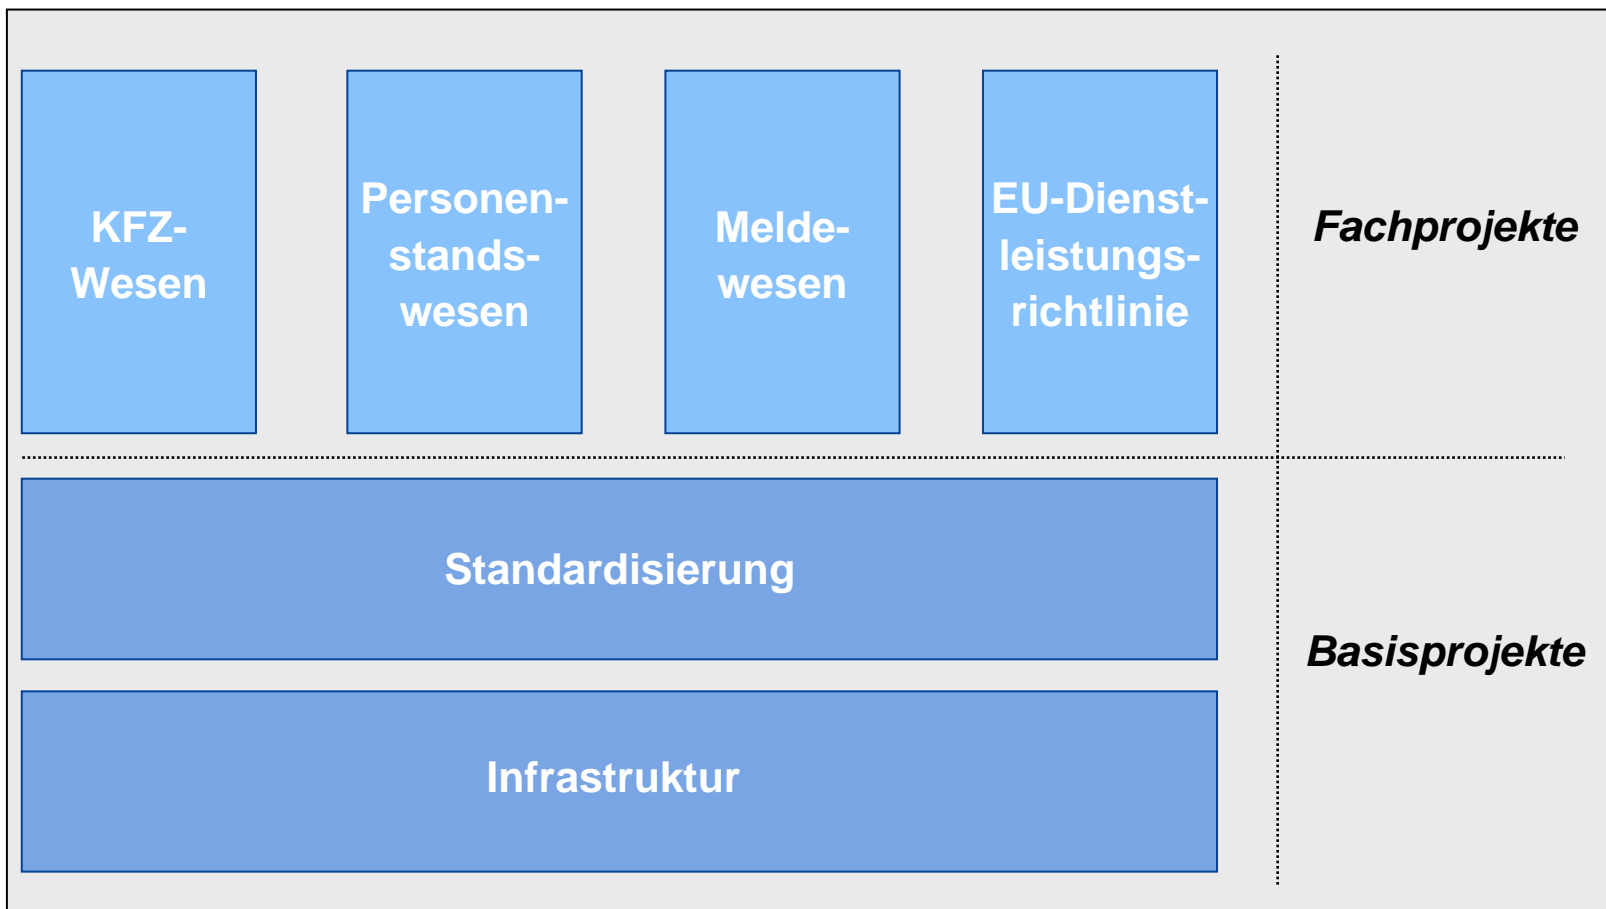 KFZ-
Wesen
Personen-
stands-
wesen
Melde-
wesen
EU-Dienst-
leistungs-
richtlinie
Fachprojekte
Standardisierung
Basisprojekte
Infrastruktur